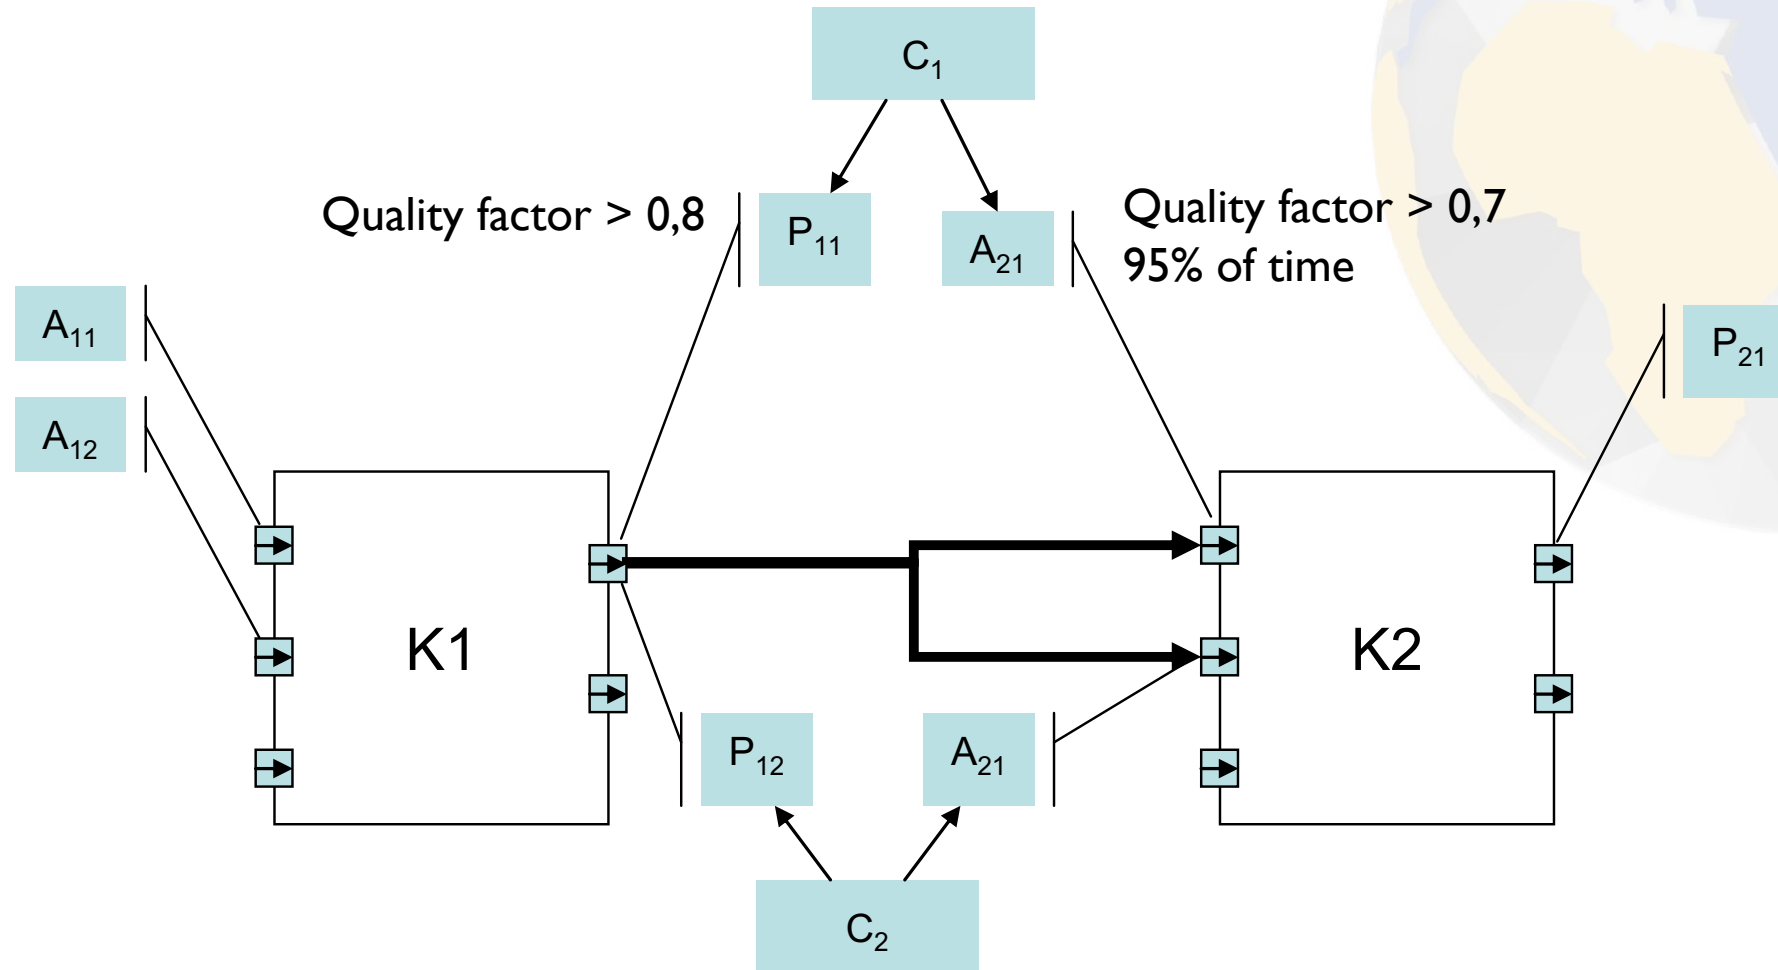 C₁
Quality factor > 0,8
P₁₁
A₂₁
Quality factor > 0,7
95% of time
A₁₁
P₂₁
A₁₂
K1
K2
P₁₂
A₂₁
C₂